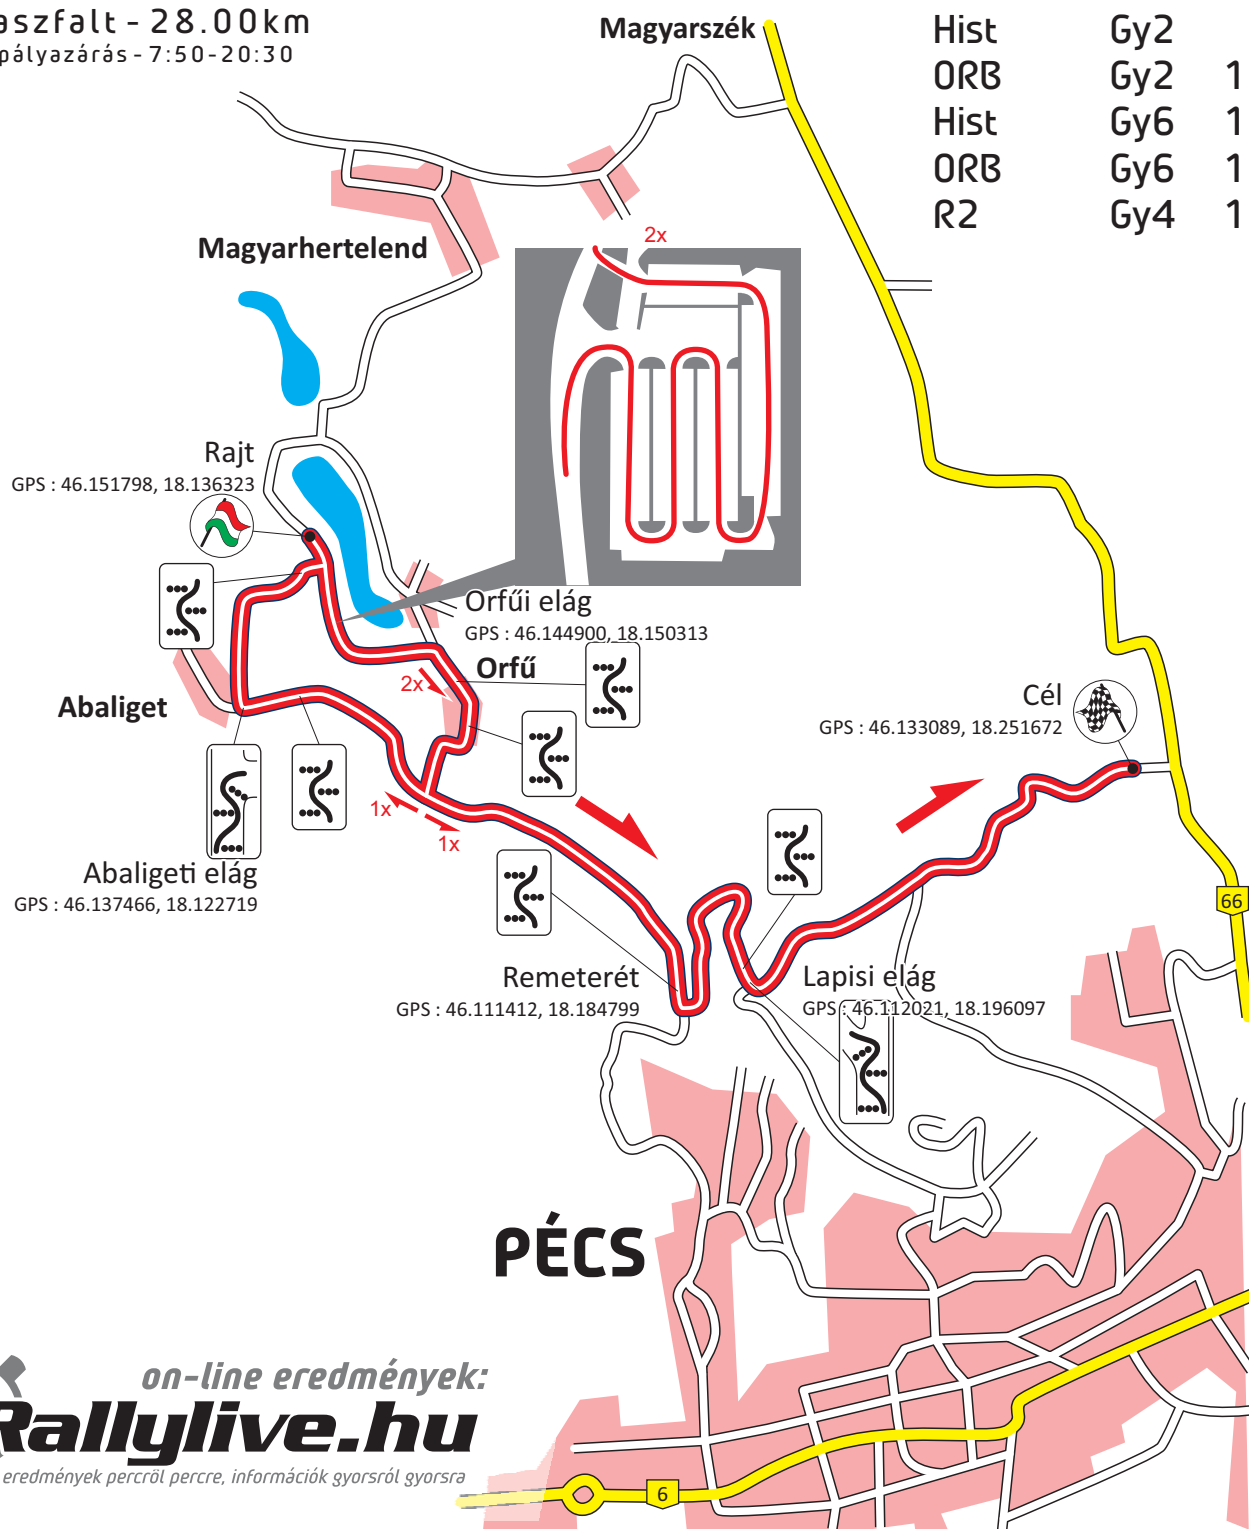 aszfalt - 28.00km
pályazárás - 7:50-20:30
Magyarszék
Hist Gy2
ORB Gy2 1
Hist Gy6 1
ORB Gy6 1
R2 Gy4 1
2x
Magyarhertelend
Rajt
GPS : 46.151798, 18.136323
Orfűi elág
GPS : 46.144900, 18.150313
Orfű
2x
Abaliget
Cél
GPS : 46.133089, 18.251672
1x
1x
Abaligeti elág
GPS : 46.137466, 18.122719
66
Remeterét
GPS : 46.111412, 18.184799
Lapisi elág
GPS : 46.112021, 18.196097
PÉCS
on-line eredmények:
Rallylive.hu
eredmények percröl percre, információk gyorsról gyorsra
6